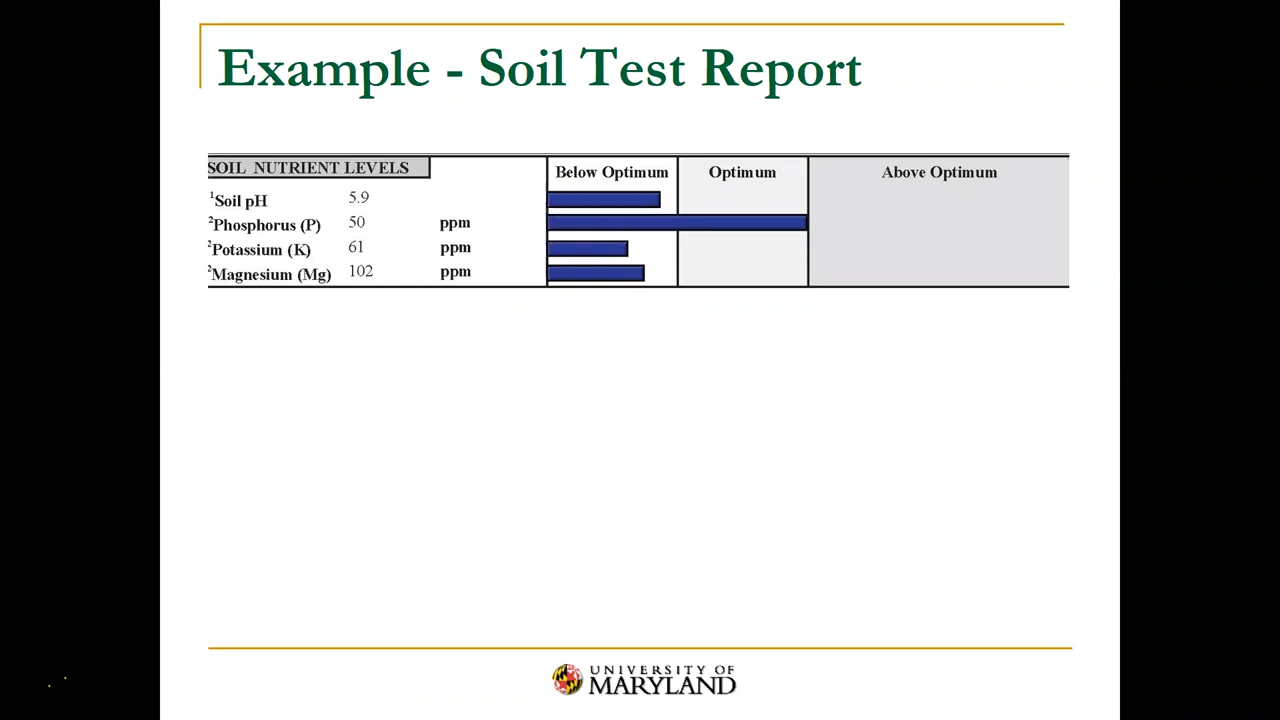 Example - Soil Test Report
SOIL NUTRIENT LEVELS Below Optimum Optimum Above Optimum
1Soil pH 5.9
2Phosphorus (P) 50 ppm
2Potassium (K) 61 ppm
2Magnesium (Mg) 102 ppm
UNIVERSITY OF
MARYLAND